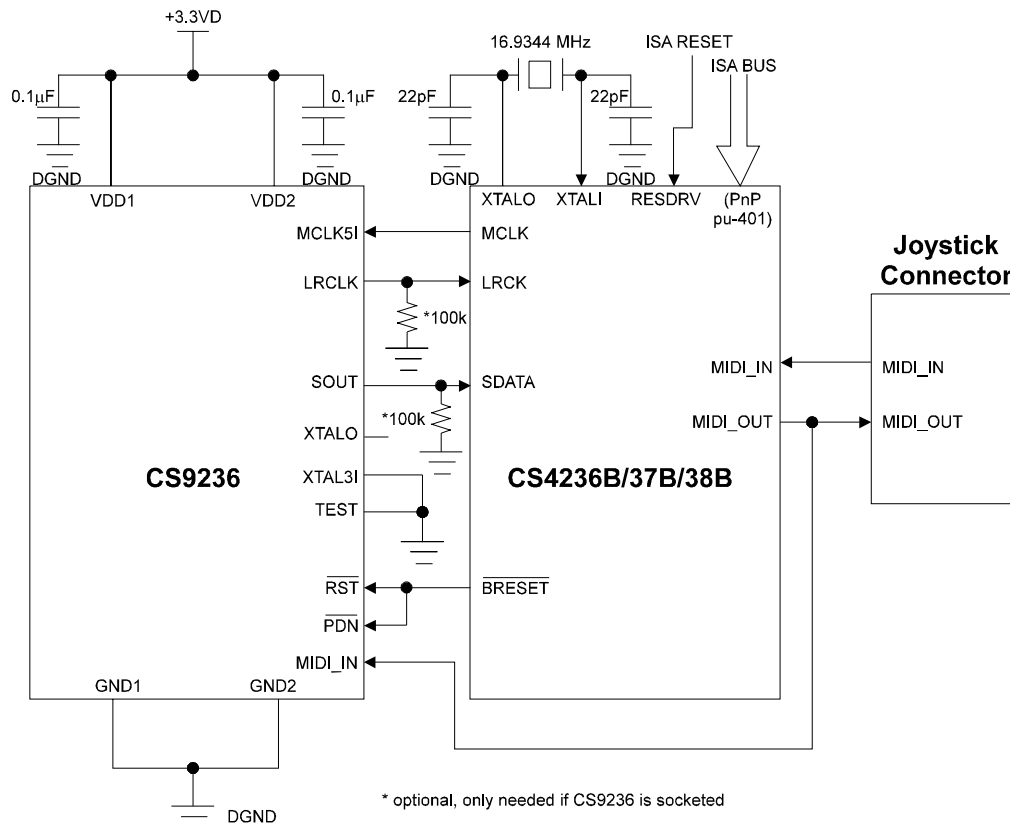 +3.3VD
16.9344 MHz
ISA RESET
ISA BUS
0.1µF
0.1µF
22pF
22pF
DGND
DGND
DGND
DGND
VDD1
VDD2
XTALO
XTALI
RESDRV
(PnP
pu-401)
MCLK5I
MCLK
LRCLK
LRCK
*100k
Joystick
Connector
MIDI_IN
MIDI_IN
SOUT
SDATA
*100k
MIDI_OUT
MIDI_OUT
XTALO
CS9236
XTAL3I
CS4236B/37B/38B
TEST
RST
BRESET
PDN
MIDI_IN
GND1
GND2
* optional, only needed if CS9236 is socketed
DGND